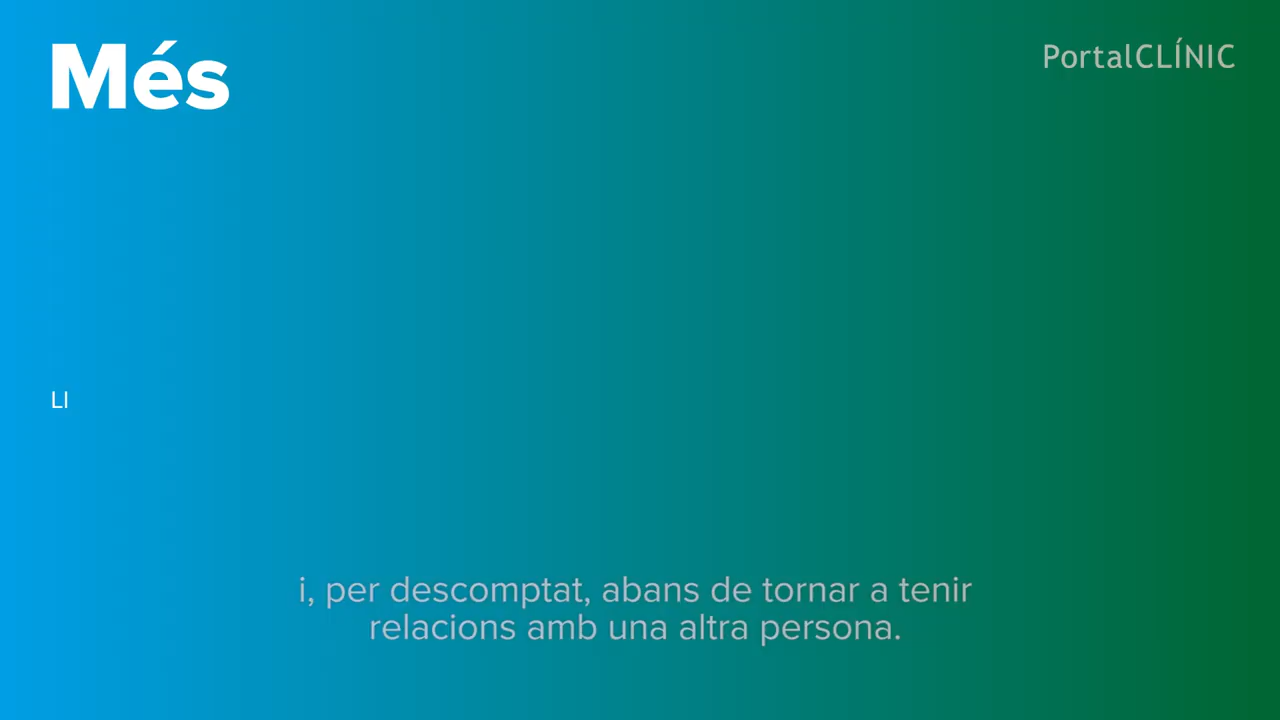 Més
PortalCLÍNIC
Ll
i, per descomptat, abans de tornar a tenir
relacions amb una altra persona.